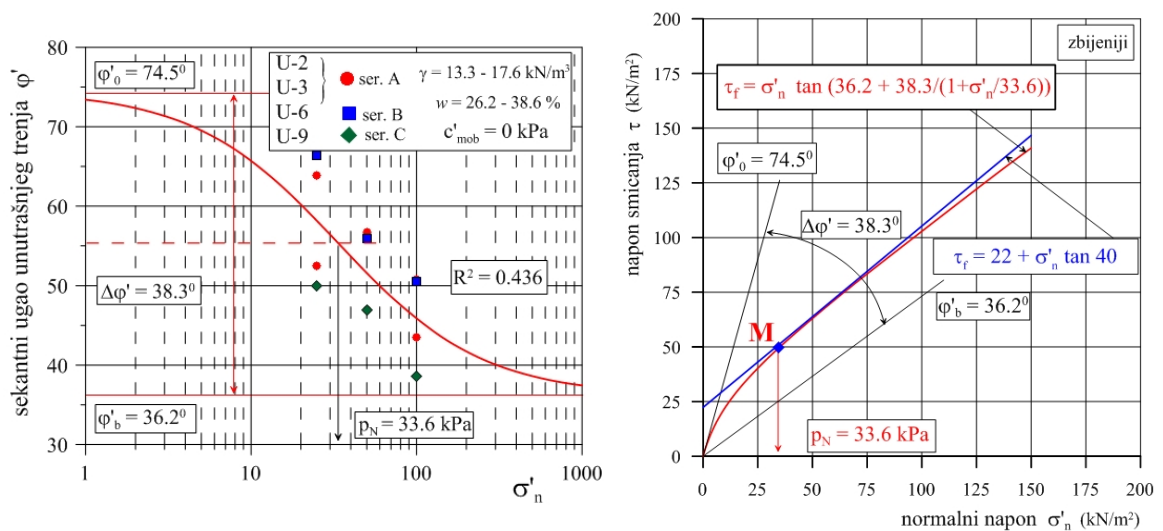 sekantni ugao unutrašnjeg trenja φ'
80
70
60
50
40
30
φ'₀ = 74.5⁰
U-2
U-3
U-6
U-9
ser. A
ser. B
ser. C
γ = 13.3 - 17.6 kN/m³
w = 26.2 - 38.6 %
c'mob = 0 kPa
R² = 0.436
Δφ' = 38.3⁰
φ'b = 36.2⁰
pN = 33.6 kPa
1
10
100
1000
σ'n
napon smicanja τ (kN/m²)
200
175
150
125
100
75
50
25
0
zbijeniji
τf = σ'n tan (36.2 + 38.3/(1+σ'n/33.6))
φ'₀ = 74.5⁰
Δφ' = 38.3⁰
τf = 22 + σ'n tan 40
φ'b = 36.2⁰
M
pN = 33.6 kPa
0
25
50
75
100
125
150
175
200
normalni napon σ'n (kN/m²)